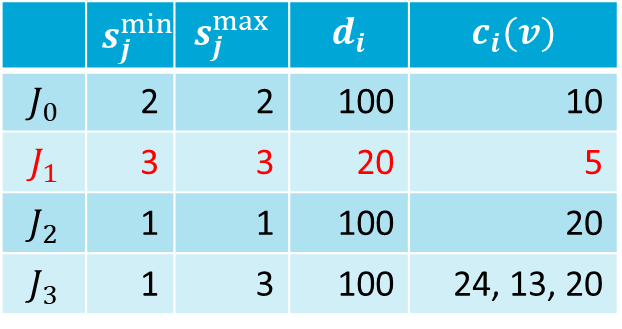 s_j^min s_j^max d_i c_i(v)
J_0 2 2 100 10
J_1 3 3 20 5
J_2 1 1 100 20
J_3 1 3 100 24, 13, 20